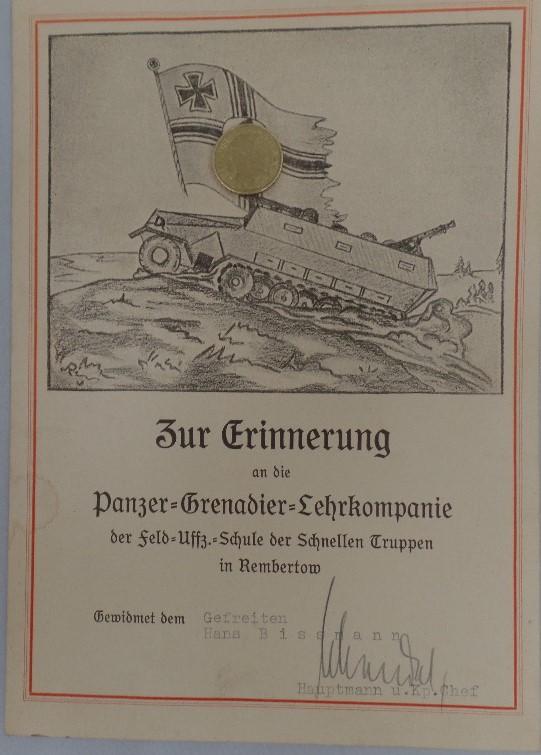 Zur Erinnerung
an die
Panzer=Grenadier=Lehrkompanie
der Feld=Uffz.=Schule der Schnellen Truppen
in Rembertow
Gewidmet dem Gefreiten
Hans Bissmann
Hauptmann u.Kp.Chef